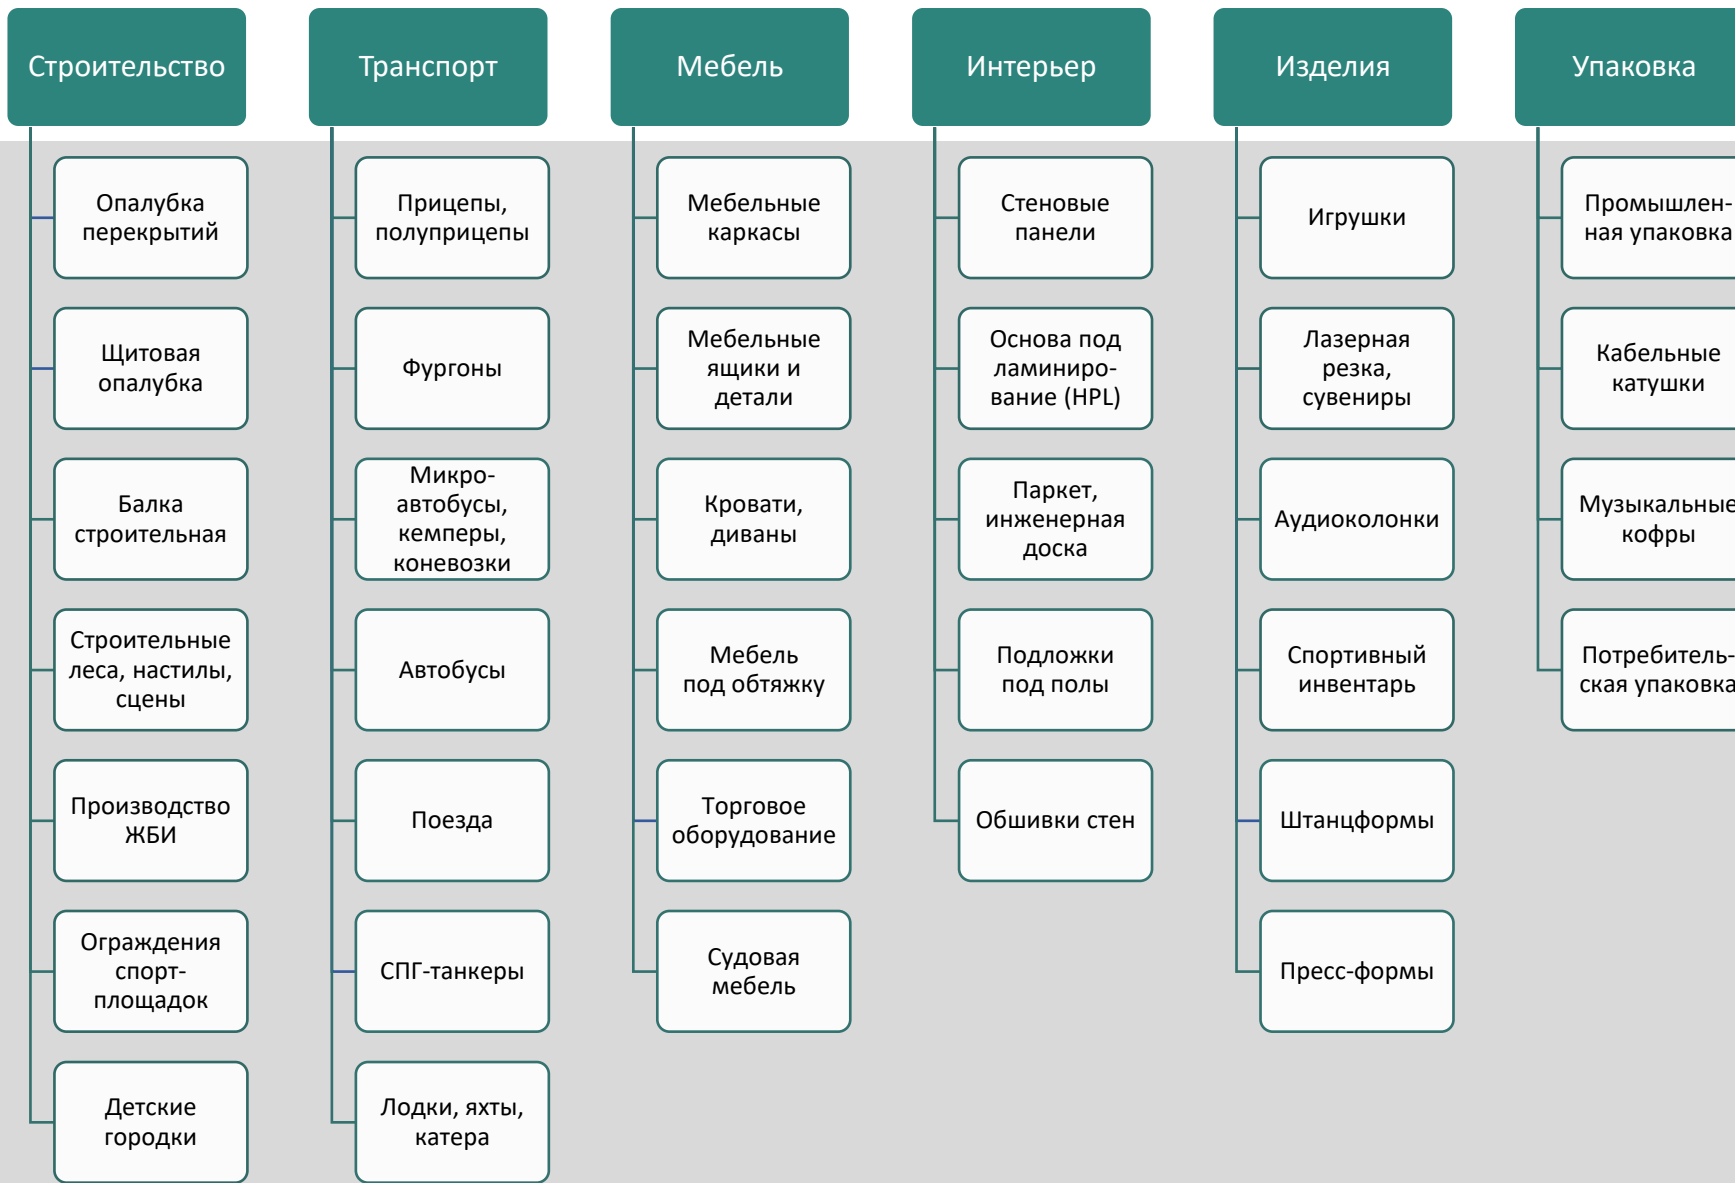 Строительство
Опалубка
перекрытий
Щитовая
опалубка
Балка
строительная
Строительные
леса, настилы,
сцены
Производство
ЖБИ
Ограждения
спорт-
площадок
Детские
городки
Транспорт
Прицепы,
полуприцепы
Фургоны
Микро-
автобусы,
кемперы,
коневозки
Автобусы
Поезда
СПГ-танкеры
Лодки, яхты,
катера
Мебель
Мебельные
каркасы
Мебельные
ящики и
детали
Кровати,
диваны
Мебель
под обтяжку
Торговое
оборудование
Судовая
мебель
Интерьер
Стеновые
панели
Основа под
ламиниро-
вание (HPL)
Паркет,
инженерная
доска
Подложки
под полы
Обшивки стен
Изделия
Игрушки
Лазерная
резка,
сувениры
Аудиоколонки
Спортивный
инвентарь
Штанцформы
Пресс-формы
Упаковка
Промышлен-
ная упаковка
Кабельные
катушки
Музыкальные
кофры
Потребитель-
ская упаковка